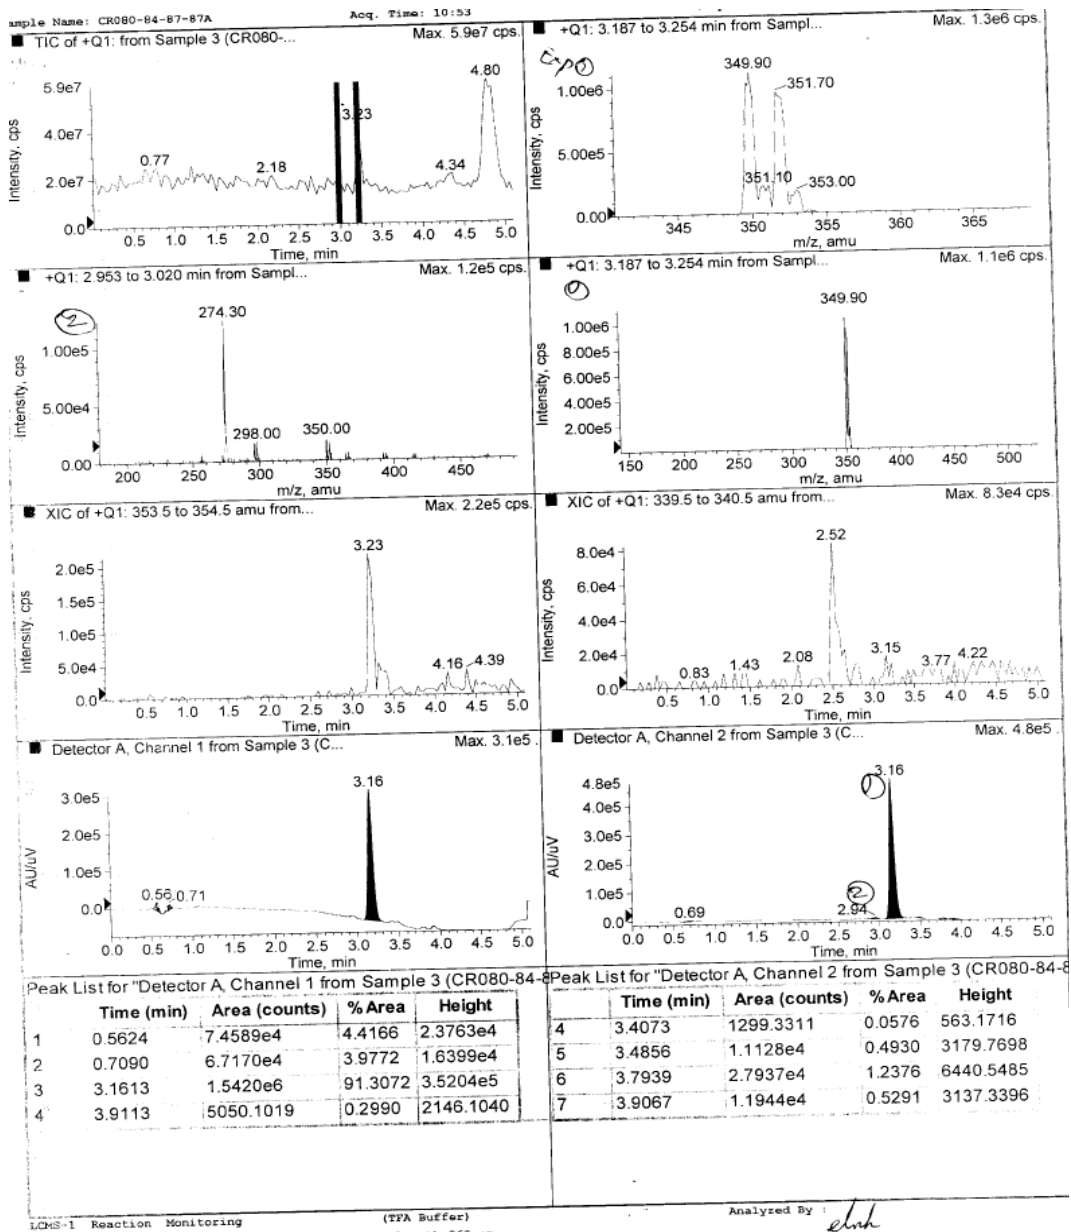 ample Name: CR080-84-87-87A
Acq. Time: 10:53
TIC of +Q1: from Sample 3 (CR080-...
Max. 5.9e7 cps.
Intensity, cps
5.9e7
4.0e7
2.0e7
0.0
0.77
2.18
3.23
4.34
4.80
0.5 1.0 1.5 2.0 2.5 3.0 3.5 4.0 4.5 5.0
Time, min
+Q1: 3.187 to 3.254 min from Sampl...
Max. 1.3e6 cps.
Intensity, cps
1.00e6
5.00e5
0.00
349.90
351.70
351.10
353.00
345 350 355 360 365
m/z, amu
+Q1: 2.953 to 3.020 min from Sampl...
Max. 1.2e5 cps.
2
Intensity, cps
1.00e5
5.00e4
0.00
274.30
298.00
350.00
200 250 300 350 400 450
m/z, amu
+Q1: 3.187 to 3.254 min from Sampl...
Max. 1.1e6 cps.
Intensity, cps
1.00e6
8.00e5
6.00e5
4.00e5
2.00e5
349.90
150 200 250 300 350 400 450 500
m/z, amu
XIC of +Q1: 353.5 to 354.5 amu from...
Max. 2.2e5 cps.
Intensity, cps
2.0e5
1.5e5
1.0e5
5.0e4
0.0
3.23
4.16
4.39
0.5 1.0 1.5 2.0 2.5 3.0 3.5 4.0 4.5 5.0
Time, min
XIC of +Q1: 339.5 to 340.5 amu from...
Max. 8.3e4 cps.
Intensity, cps
8.0e4
6.0e4
4.0e4
2.0e4
0.0
0.83
1.43
2.08
2.52
3.15
3.77
4.22
0.5 1.0 1.5 2.0 2.5 3.0 3.5 4.0 4.5 5.0
Time, min
Detector A, Channel 1 from Sample 3 (C...
Max. 3.1e5 .
AU/uV
3.0e5
2.0e5
1.0e5
0.0
0.56
0.71
3.16
0.0 0.5 1.0 1.5 2.0 2.5 3.0 3.5 4.0 4.5 5.0
Time, min
Detector A, Channel 2 from Sample 3 (C...
Max. 4.8e5 .
AU/uV
4.8e5
4.0e5
3.0e5
2.0e5
1.0e5
0.0
0.69
2
2.94
1
3.16
0.0 0.5 1.0 1.5 2.0 2.5 3.0 3.5 4.0 4.5 5.0
Time, min
Peak List for "Detector A, Channel 1 from Sample 3 (CR080-84-8
Time (min) Area (counts) % Area Height
1 0.5624 7.4589e4 4.4166 2.3763e4
2 0.7090 6.7170e4 3.9772 1.6399e4
3 3.1613 1.5420e6 91.3072 3.5204e5
4 3.9113 5050.1019 0.2990 2146.1040
Peak List for "Detector A, Channel 2 from Sample 3 (CR080-84-8
Time (min) Area (counts) % Area Height
4 3.4073 1299.3311 0.0576 563.1716
5 3.4856 1.1128e4 0.4930 3179.7698
6 3.7939 2.7937e4 1.2376 6440.5485
7 3.9067 1.1944e4 0.5291 3137.3396
LCMS-1 Reaction Monitoring
(TFA Buffer)
Analyzed By :